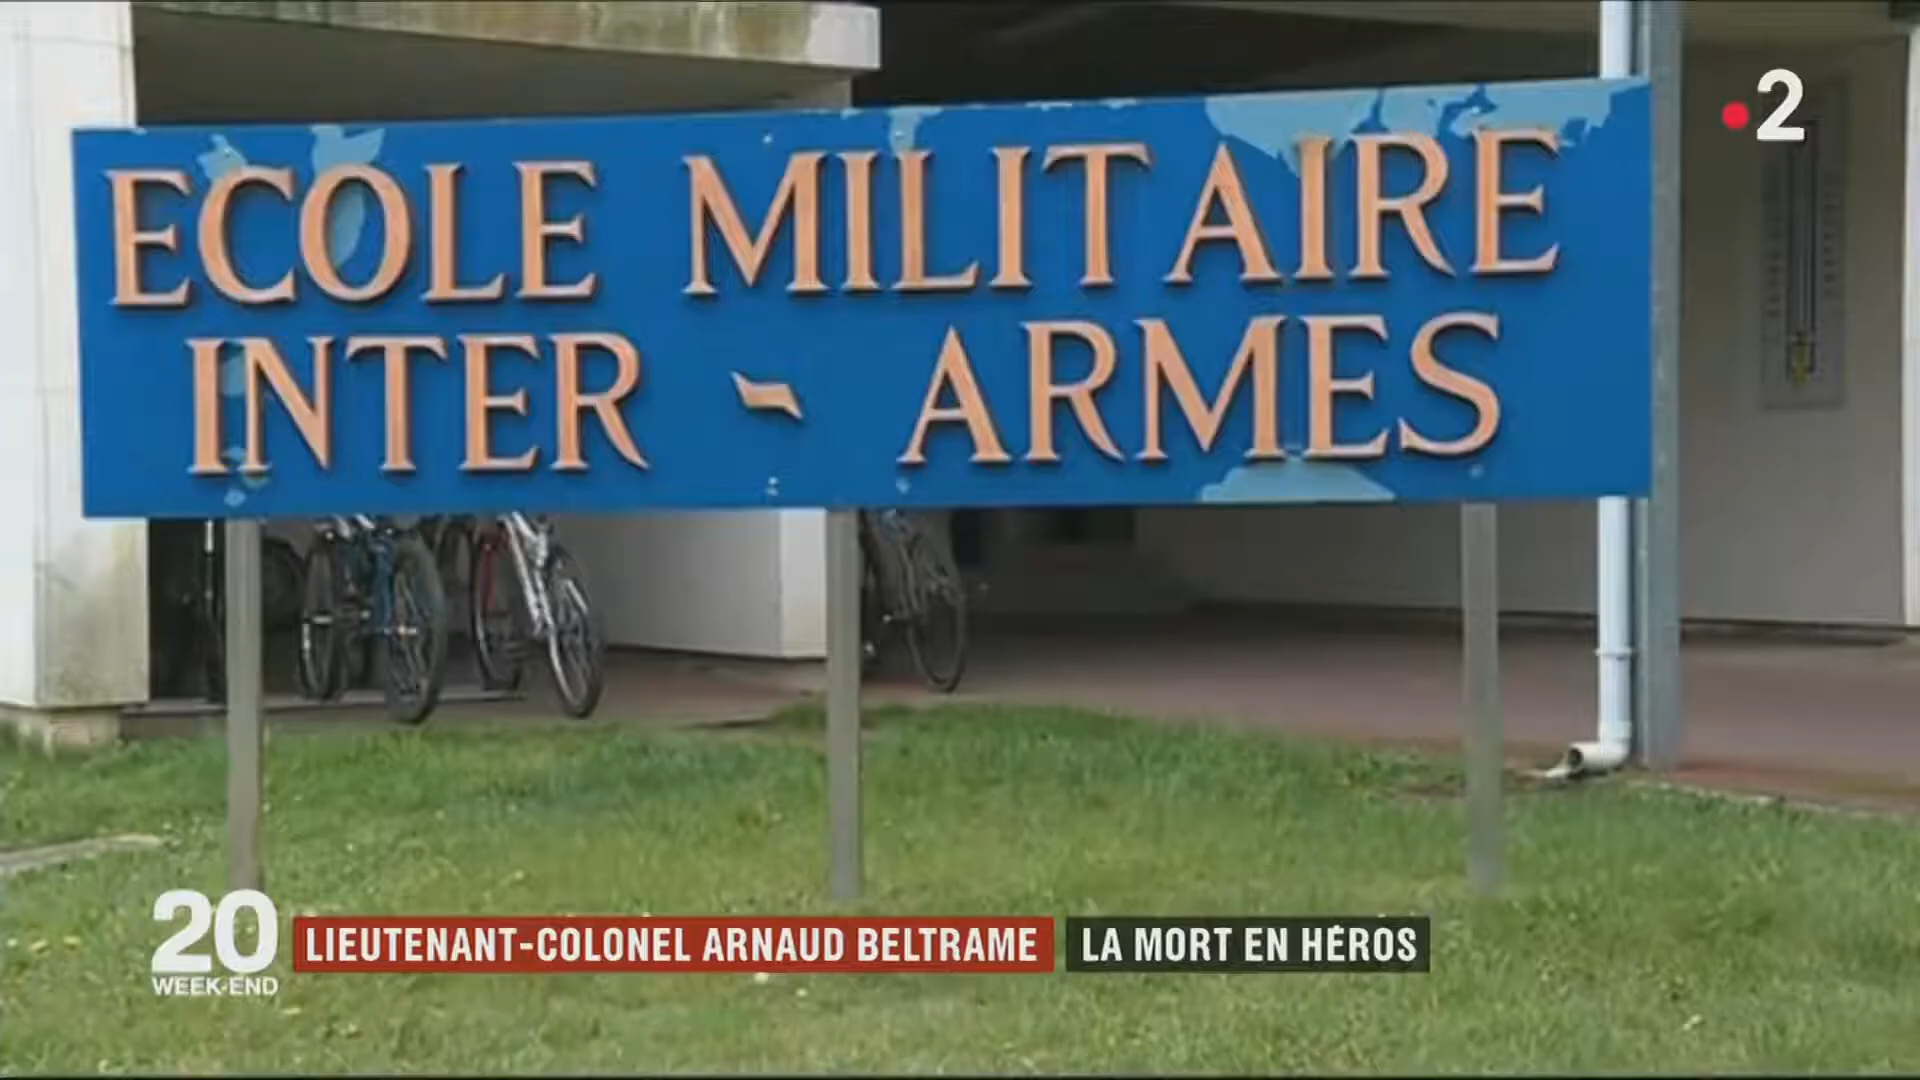 2
ECOLE MILITAIRE
INTER - ARMES
20
WEEK-END
LIEUTENANT-COLONEL ARNAUD BELTRAME
LA MORT EN HÉROS